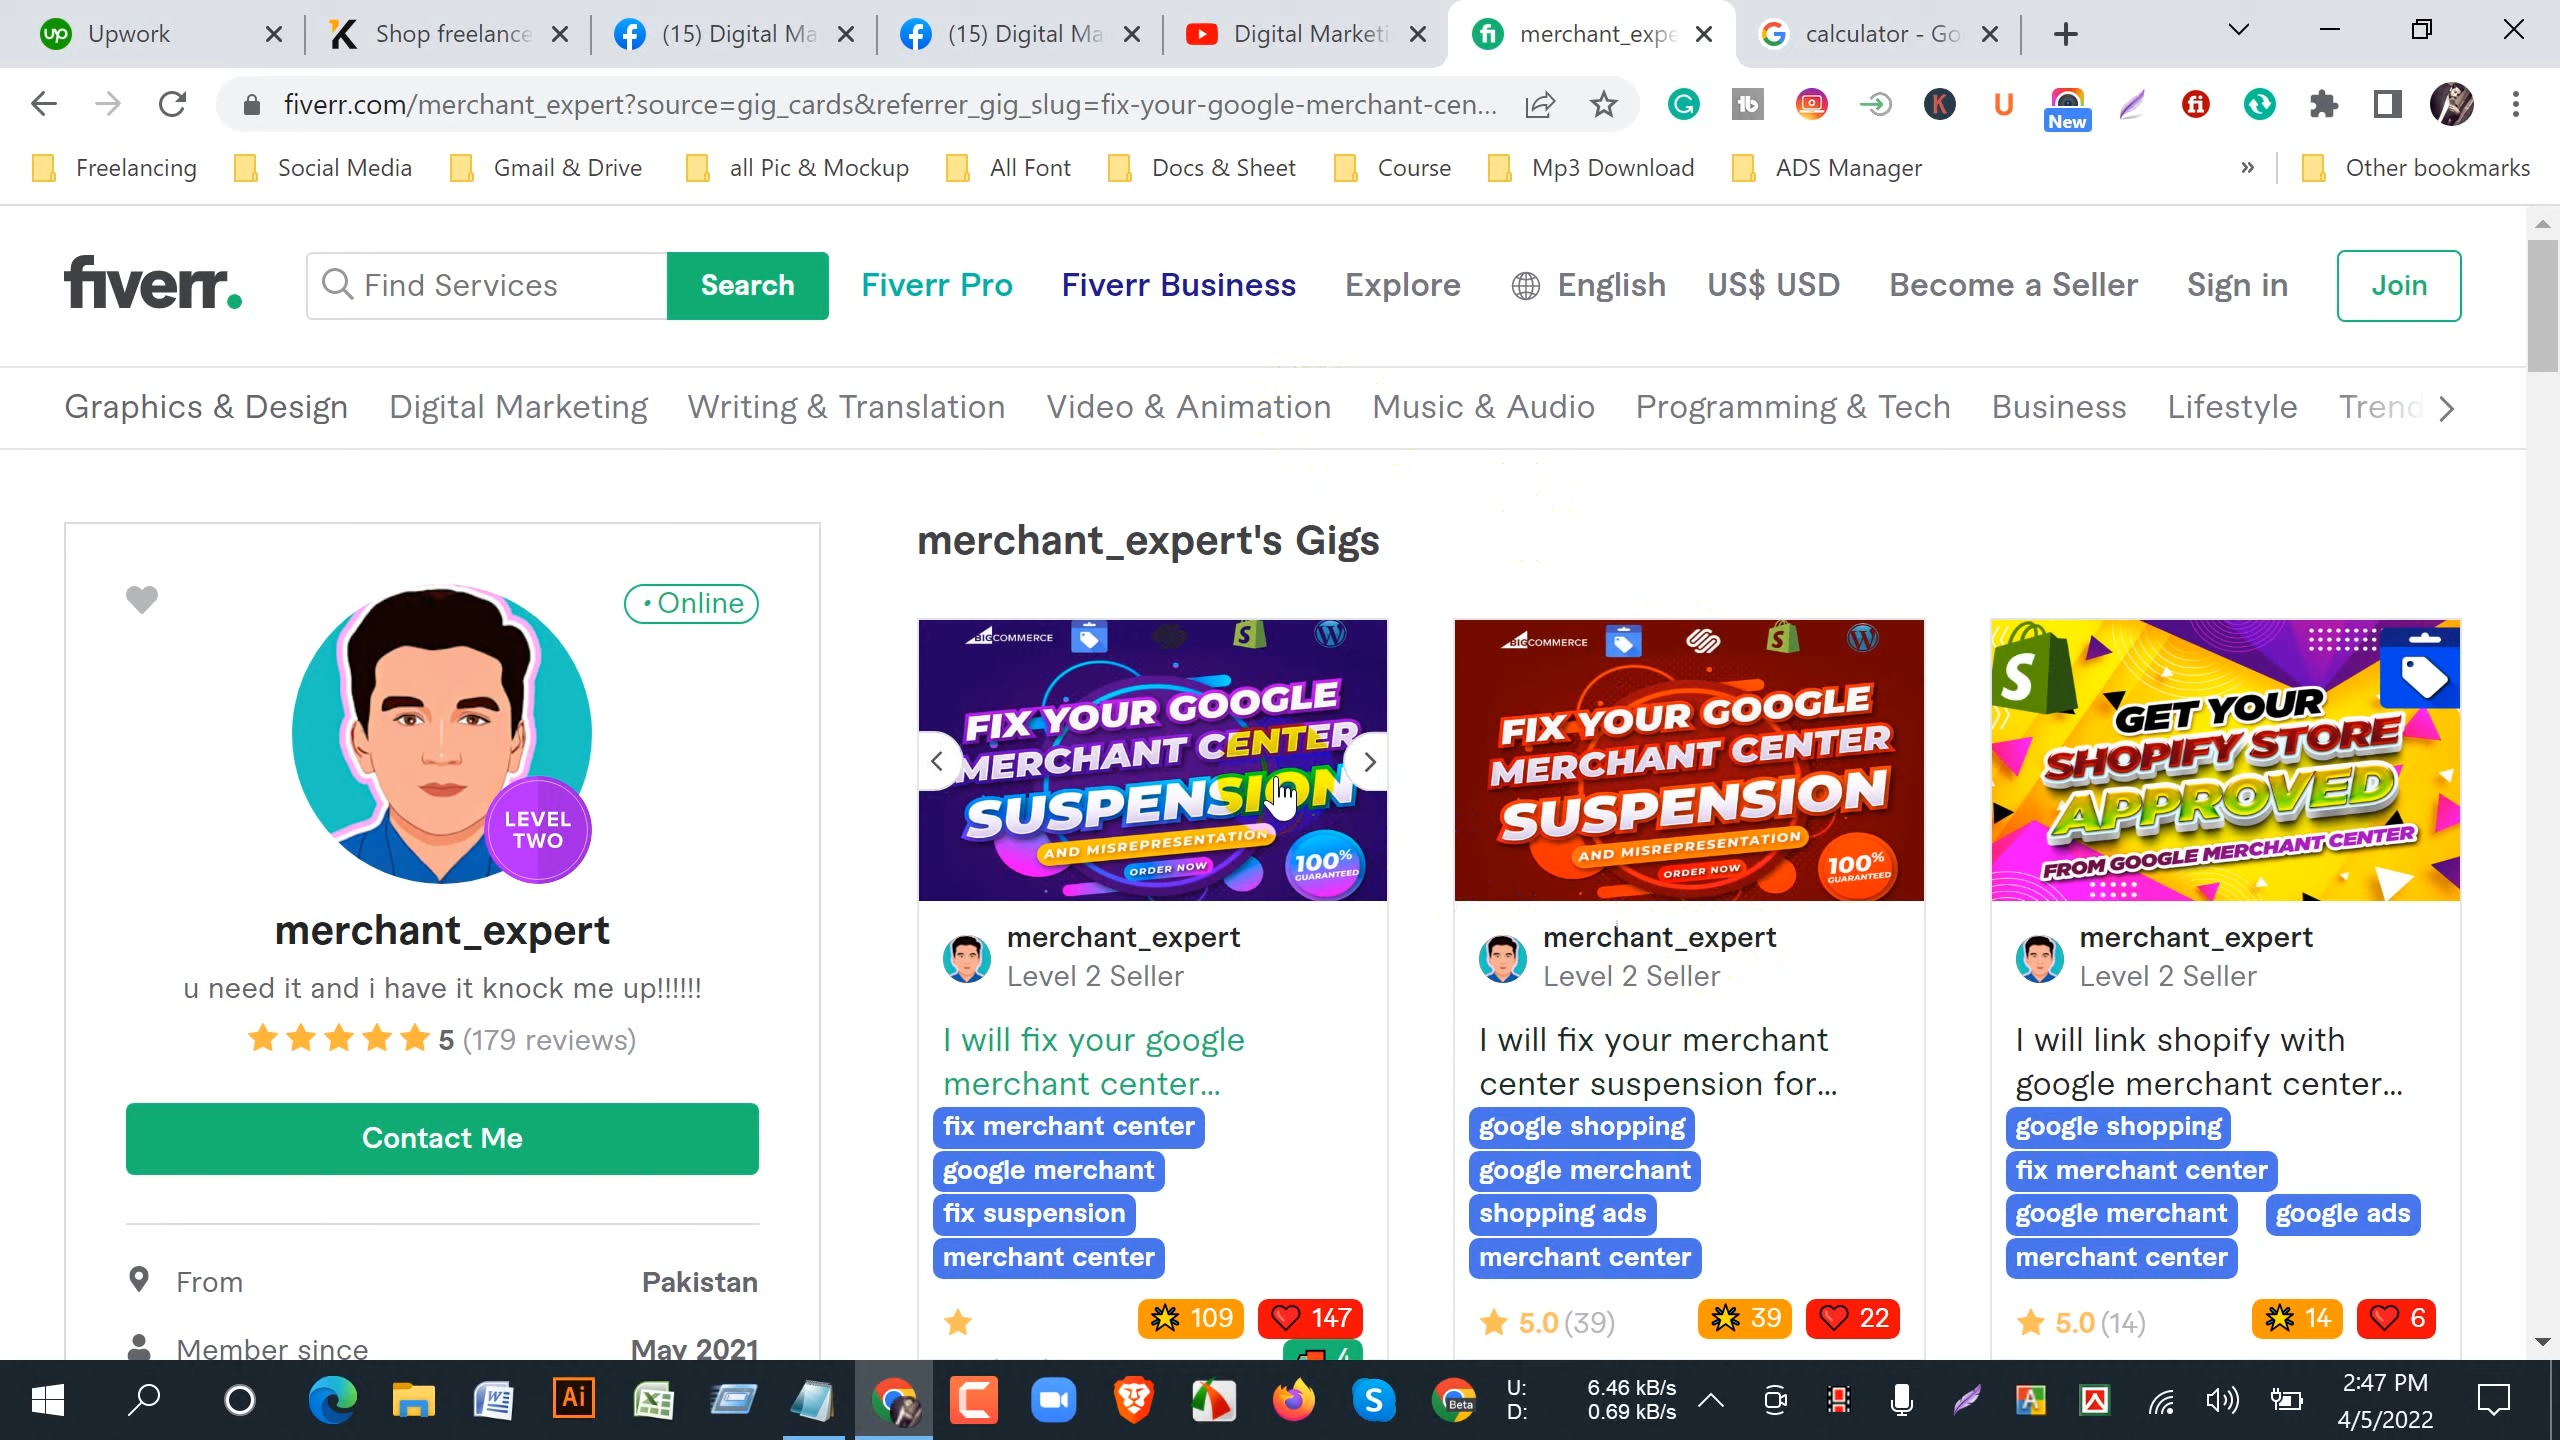 Upwork
Shop freelance
(15) Digital Ma
(15) Digital Ma
Digital Marketi
merchant_expe
calculator - Go
fiverr.com/merchant_expert?source=gig_cards&referrer_gig_slug=fix-your-google-merchant-cen...
New
Freelancing
Social Media
Gmail & Drive
all Pic & Mockup
All Font
Docs & Sheet
Course
Mp3 Download
ADS Manager
»
Other bookmarks
fiverr.
Find Services
Search
Fiverr Pro
Fiverr Business
Explore
English
US$ USD
Become a Seller
Sign in
Join
Graphics & Design
Digital Marketing
Writing & Translation
Video & Animation
Music & Audio
Programming & Tech
Business
Lifestyle
Trend
• Online
LEVEL
TWO
merchant_expert
u need it and i have it knock me up!!!!!!
5 (179 reviews)
Contact Me
From
Pakistan
Member since
May 2021
merchant_expert's Gigs
BIGCOMMERCE
FIX YOUR GOOGLE
MERCHANT CENTER
SUSPENSION
AND MISREPRESENTATION
ORDER NOW
100%
GUARANTEED
merchant_expert
Level 2 Seller
I will fix your google
merchant center...
fix merchant center
google merchant
fix suspension
merchant center
109
147
4
BIGCOMMERCE
FIX YOUR GOOGLE
MERCHANT CENTER
SUSPENSION
AND MISREPRESENTATION
ORDER NOW
100%
GUARANTEED
merchant_expert
Level 2 Seller
I will fix your merchant
center suspension for...
google shopping
google merchant
shopping ads
merchant center
5.0 (39)
39
22
GET YOUR
SHOPIFY STORE
APPROVED
FROM GOOGLE MERCHANT CENTER
merchant_expert
Level 2 Seller
I will link shopify with
google merchant center...
google shopping
fix merchant center
google merchant
google ads
merchant center
5.0 (14)
14
6
Ai
Beta
U: 6.46 kB/s
D: 0.69 kB/s
2:47 PM
4/5/2022